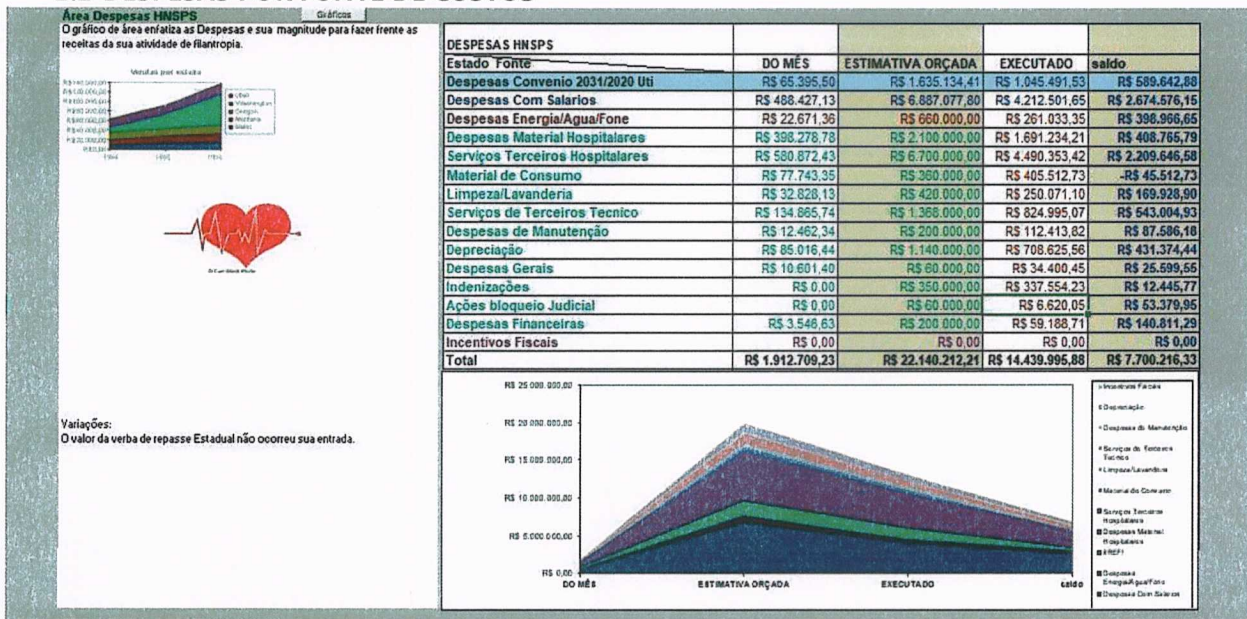 Área Despesas HNSPS
Gráficos
O gráfico de área enfatiza as Despesas e sua magnitude para fazer frente as
receitas da sua atividade de filantropia.
DESPESAS HNSPS
Estado Fonte DO MÊS ESTIMATIVA ORÇADA EXECUTADO saldo
Despesas Convenio 2031/2020 Uti R$ 65.395,50 R$ 1.635.134,41 R$ 1.045.491,53 R$ 589.642,88
Despesas Com Salarios R$ 488.427,13 R$ 6.887.077,80 R$ 4.212.501,65 R$ 2.674.576,15
Despesas Energia/Agua/Fone R$ 22.671,36 R$ 660.000,00 R$ 261.033,35 R$ 398.966,65
Despesas Material Hospitalares R$ 398.278,78 R$ 2.100.000,00 R$ 1.691.234,21 R$ 408.765,79
Serviços Terceiros Hospitalares R$ 580.872,43 R$ 6.700.000,00 R$ 4.490.353,42 R$ 2.209.646,58
Material de Consumo R$ 77.743,35 R$ 360.000,00 R$ 405.512,73 -R$ 45.512,73
Limpeza/Lavanderia R$ 32.828,13 R$ 420.000,00 R$ 250.071,10 R$ 169.928,90
Serviços de Terceiros Tecnico R$ 134.865,74 R$ 1.368.000,00 R$ 824.995,07 R$ 543.004,93
Despesas de Manutenção R$ 12.462,34 R$ 200.000,00 R$ 112.413,82 R$ 87.586,18
Depreciação R$ 85.016,44 R$ 1.140.000,00 R$ 708.625,56 R$ 431.374,44
Despesas Gerais R$ 10.601,40 R$ 60.000,00 R$ 34.400,45 R$ 25.599,55
Indenizações R$ 0,00 R$ 350.000,00 R$ 337.554,23 R$ 12.445,77
Ações bloqueio Judicial R$ 0,00 R$ 60.000,00 R$ 6.620,05 R$ 53.379,95
Despesas Financeiras R$ 3.546,63 R$ 200.000,00 R$ 59.188,71 R$ 140.811,29
Incentivos Fiscais R$ 0,00 R$ 0,00 R$ 0,00 R$ 0,00
Total R$ 1.912.709,23 R$ 22.140.212,21 R$ 14.439.995,88 R$ 7.700.216,33
Variações:
O valor da verba de repasse Estadual não ocorreu sua entrada.
R$ 25.000.000,00
R$ 20.000.000,00
R$ 15.000.000,00
R$ 10.000.000,00
R$ 5.000.000,00
R$ 0,00
DO MÊS ESTIMATIVA ORÇADA EXECUTADO saldo
Incentivos Fiscais
Depreciação
Despesas de Manutenção
Serviços de Terceiros
Tecnico
Limpeza/Lavanderia
Material de Consumo
Serviços Terceiros
Hospitalares
Despesas Material
Hospitalares
#REF!
Despesas
Energia/Agua/Fone
Despesas Com Salarios